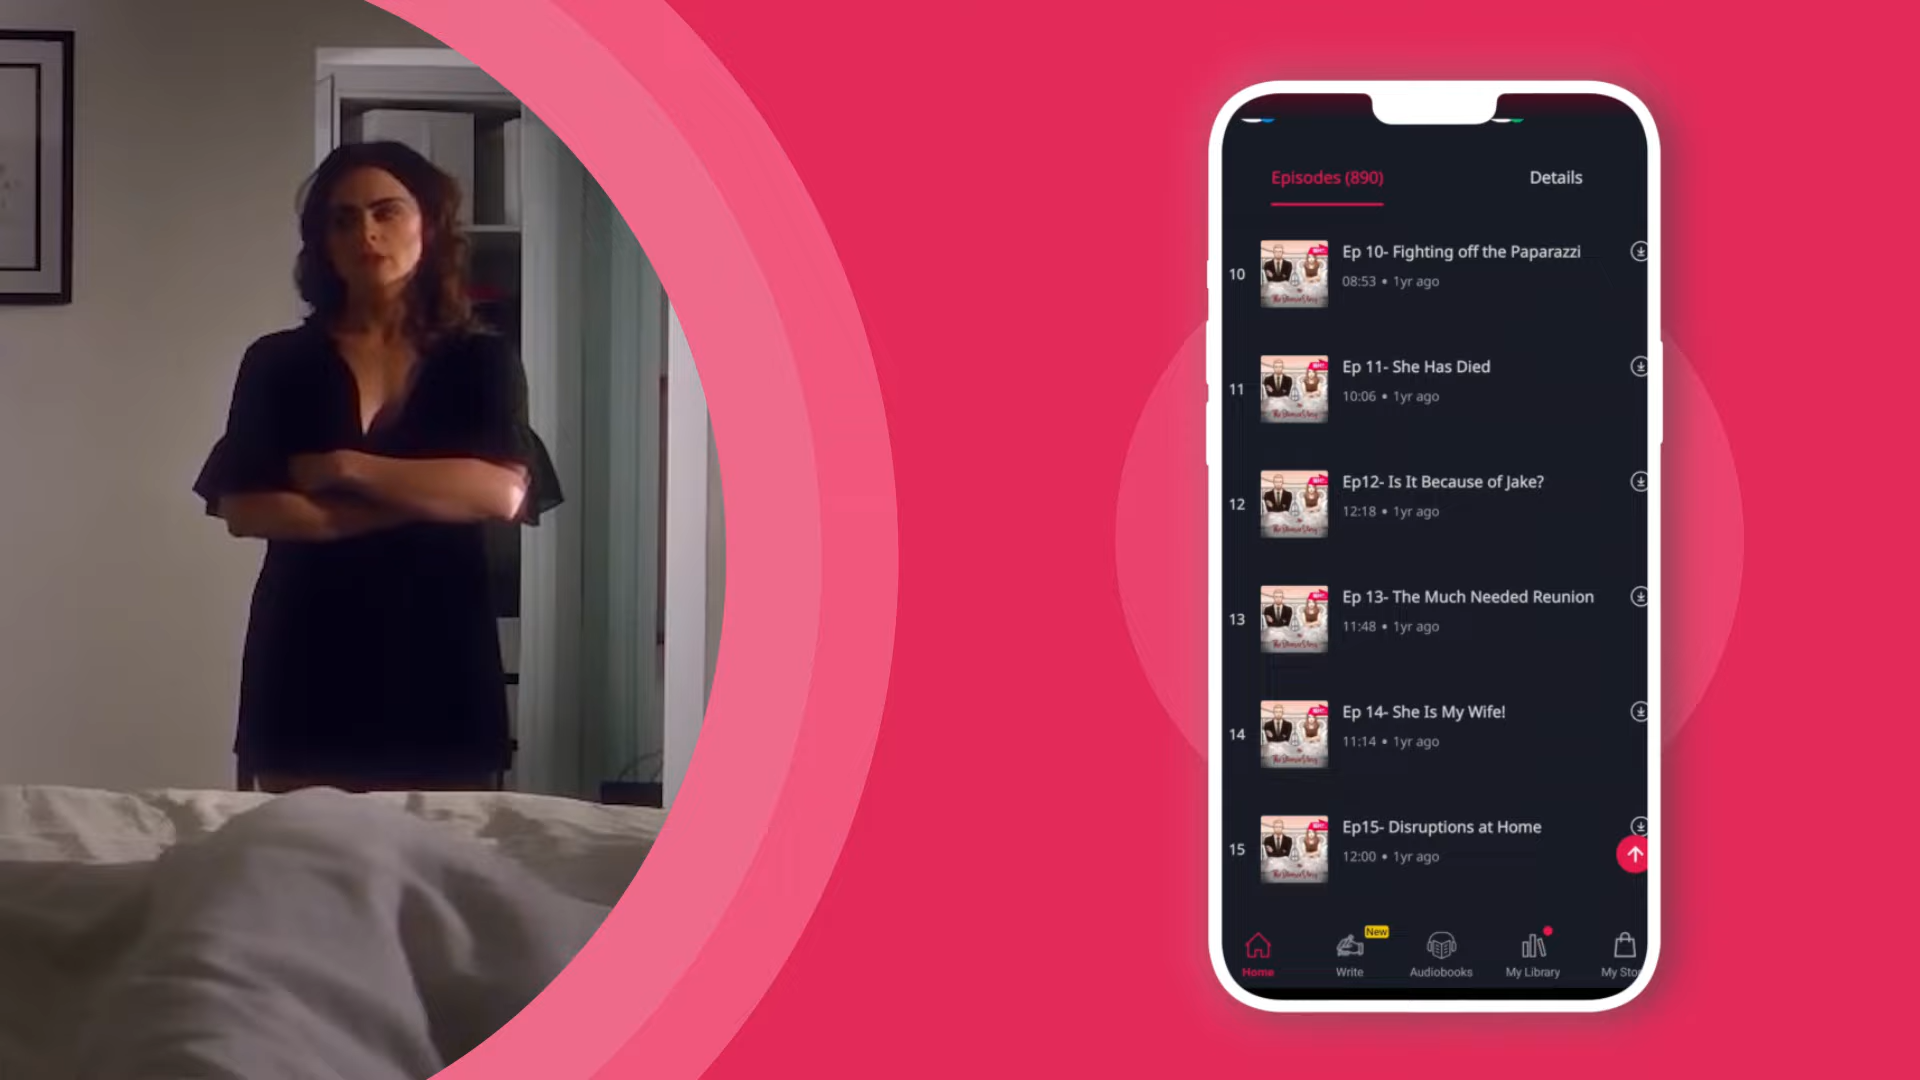 Episodes (890)
Details
10
Ep 10- Fighting off the Paparazzi
08:53 • 1yr ago
11
Ep 11- She Has Died
10:06 • 1yr ago
12
Ep12- Is It Because of Jake?
12:18 • 1yr ago
13
Ep 13- The Much Needed Reunion
11:48 • 1yr ago
14
Ep 14- She Is My Wife!
11:14 • 1yr ago
15
Ep15- Disruptions at Home
12:00 • 1yr ago
New
Home
Write
Audiobooks
My Library
My Sto